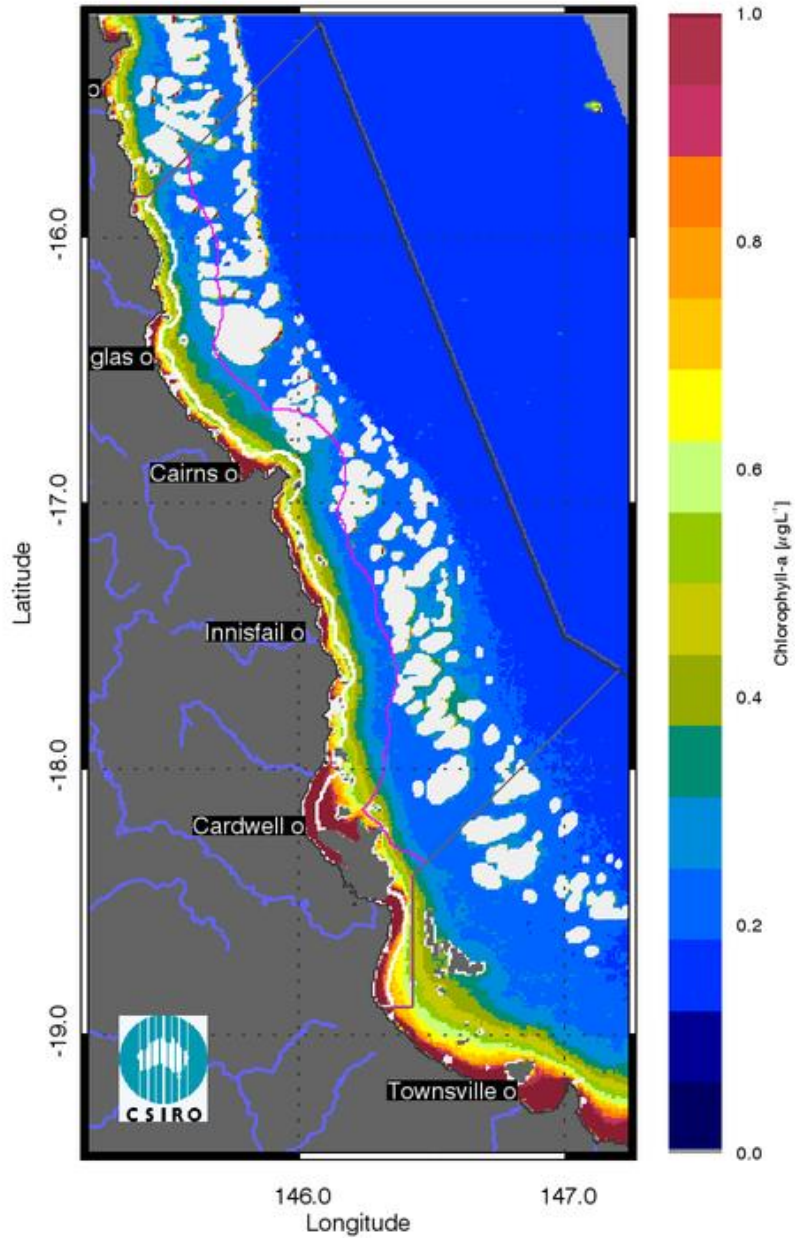 1.0
0.8
0.6
0.4
0.2
0.0
Chlorophyll-a [µgL⁻¹]
-16.0
-17.0
-18.0
-19.0
Latitude
o
glas o
Cairns o
Innisfail o
Cardwell o
Townsville o
CSIRO
146.0
147.0
Longitude